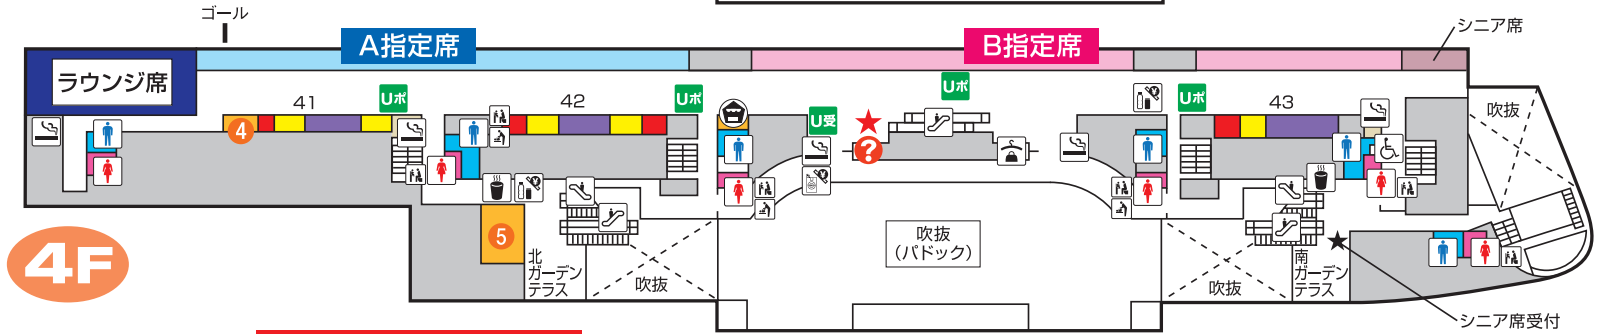 ゴール
シニア席
A指定席
B指定席
ラウンジ席
41
Uポ
42
Uポ
Uポ
U受
Uポ
43
吹抜
4
?
5
4F
北
ガーデン
テラス
吹抜
吹抜
(パドック)
吹抜
南
ガーデン
テラス
シニア席受付